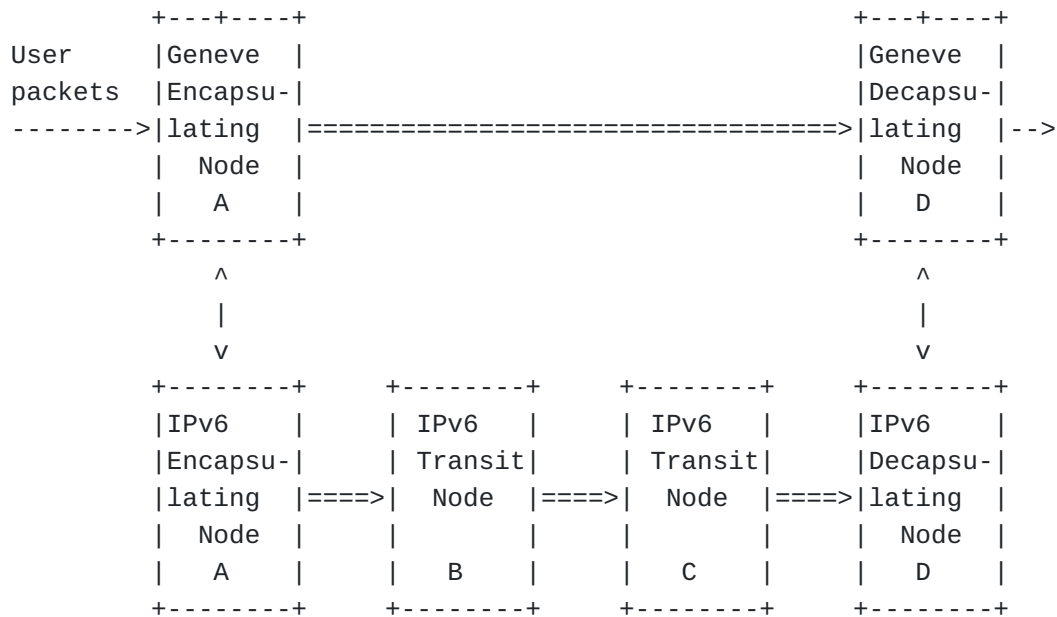 +---+----+                                   +---+----+
User     |Geneve  |                                   |Geneve  |
packets  |Encapsu-|                                   |Decapsu-|
-------->|lating  |==================================>|lating  |-->
         |  Node  |                                   |  Node  |
         |   A    |                                   |   D    |
         +--------+                                   +--------+
             ^                                            ^
             |                                            |
             v                                            v
         +--------+     +--------+     +--------+     +--------+
         |IPv6    |     | IPv6   |     | IPv6   |     |IPv6    |
         |Encapsu-|     | Transit|     | Transit|     |Decapsu-|
         |lating  |====>|  Node  |====>|  Node  |====>|lating  |
         |  Node  |     |        |     |        |     |  Node  |
         |   A    |     |   B    |     |   C    |     |   D    |
         +--------+     +--------+     +--------+     +--------+